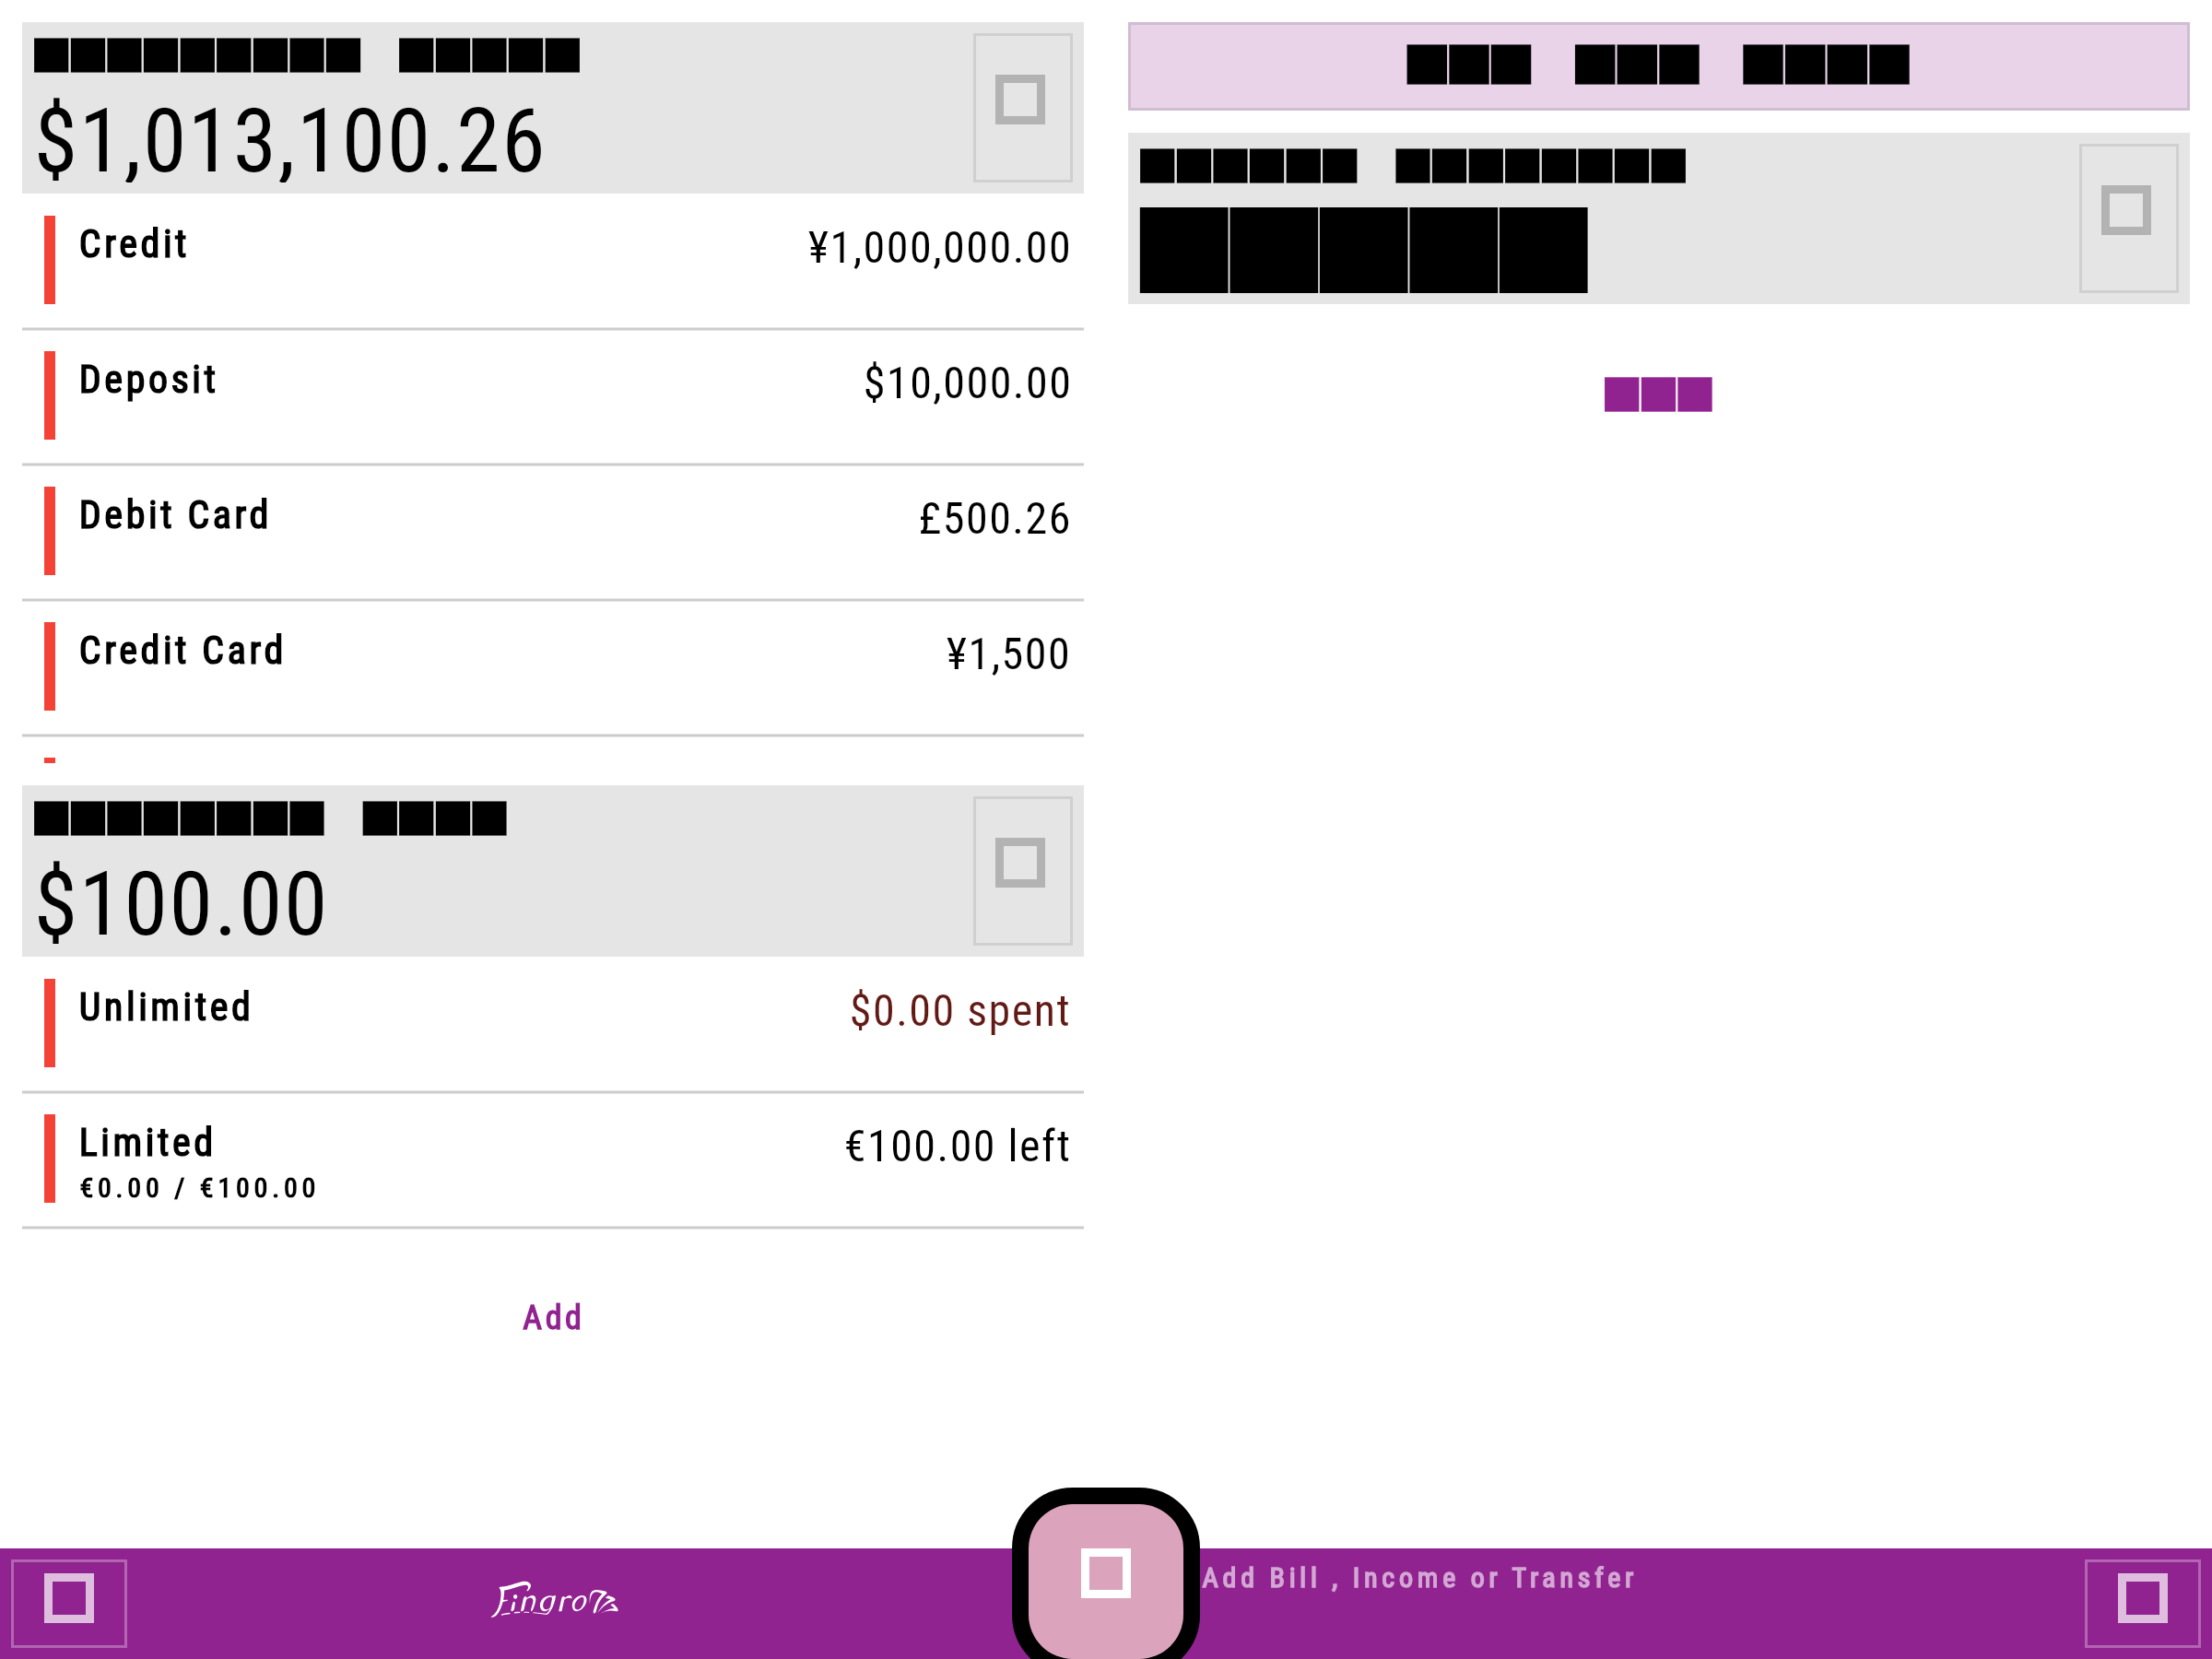 $1,013,100.26
Credit ¥1,000,000.00
Deposit $10,000.00
Debit Card £500.26
Credit Card ¥1,500
$100.00
Unlimited $0.00 spent
Limited €100.00 left
€0.00 / €100.00
Add
Add Bill , Income or Transfer